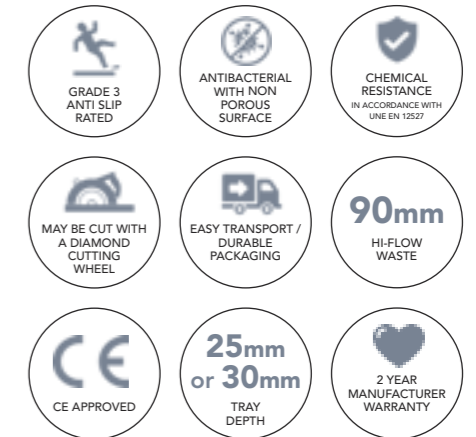 GRADE 3
ANTI SLIP
RATED
ANTIBACTERIAL
WITH NON
POROUS
SURFACE
CHEMICAL
RESISTANCE
IN ACCORDANCE WITH
UNE EN 12527
MAY BE CUT WITH
A DIAMOND
CUTTING
WHEEL
EASY TRANSPORT /
DURABLE
PACKAGING
90mm
HI-FLOW
WASTE
CE
CE APPROVED
25mm
or 30mm
TRAY
DEPTH
2 YEAR
MANUFACTURER
WARRANTY